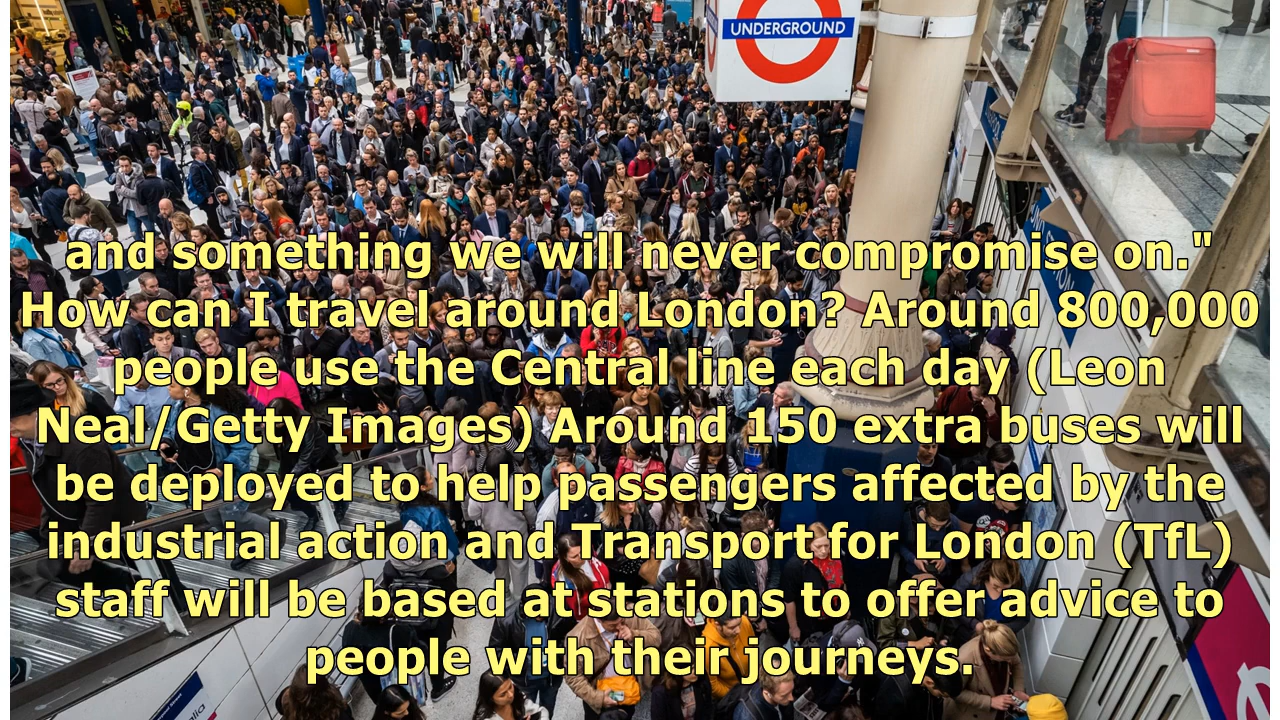 UNDERGROUND
and something we will never compromise on."
How can I travel around London? Around 800,000
people use the Central line each day (Leon
Neal/Getty Images) Around 150 extra buses will
be deployed to help passengers affected by the
industrial action and Transport for London (TfL)
staff will be based at stations to offer advice to
people with their journeys.